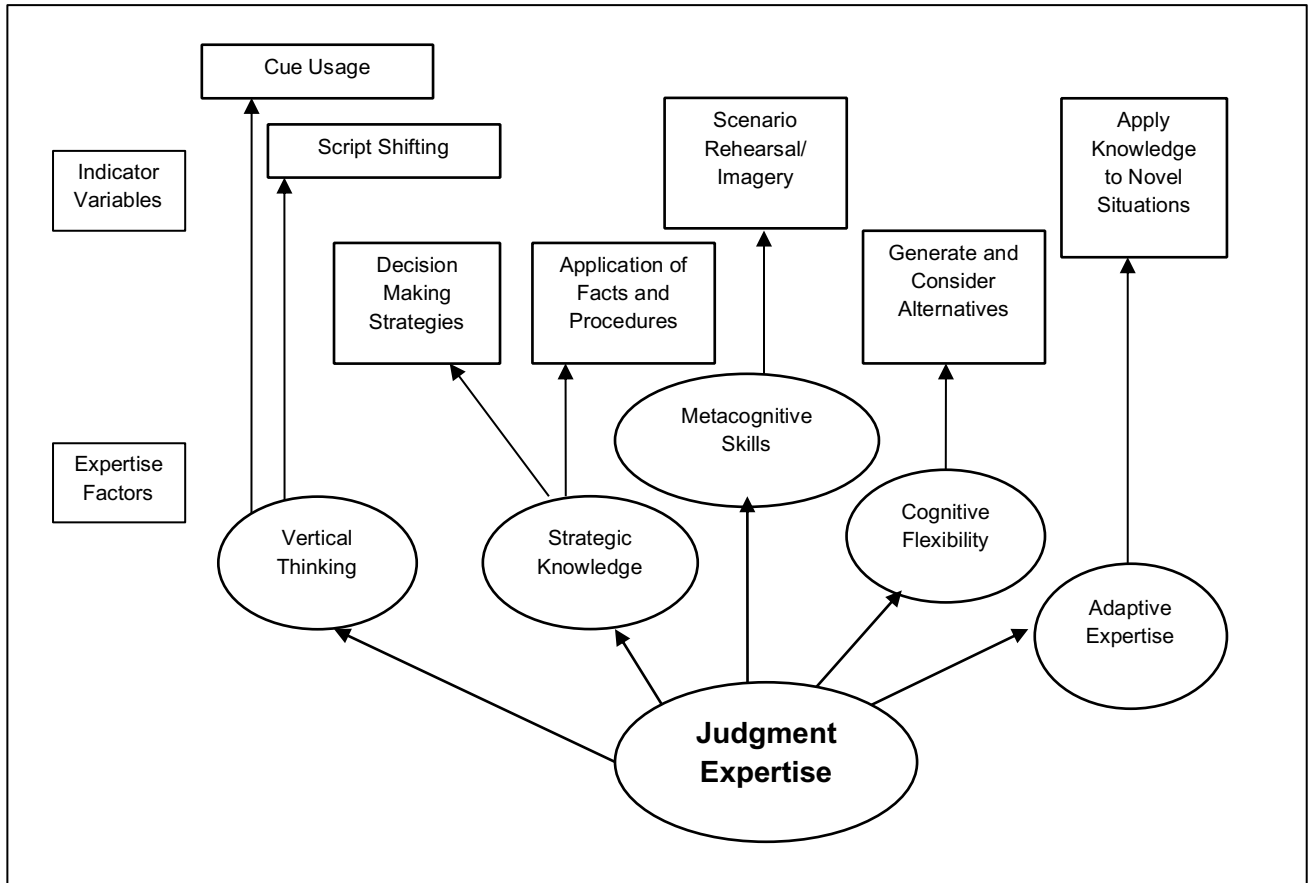 Cue Usage
Script Shifting
Indicator
Variables
Scenario
Rehearsal/
Imagery
Apply
Knowledge
to Novel
Situations
Decision
Making
Strategies
Application of
Facts and
Procedures
Generate and
Consider
Alternatives
Metacognitive
Skills
Expertise
Factors
Vertical
Thinking
Strategic
Knowledge
Cognitive
Flexibility
Adaptive
Expertise
Judgment
Expertise